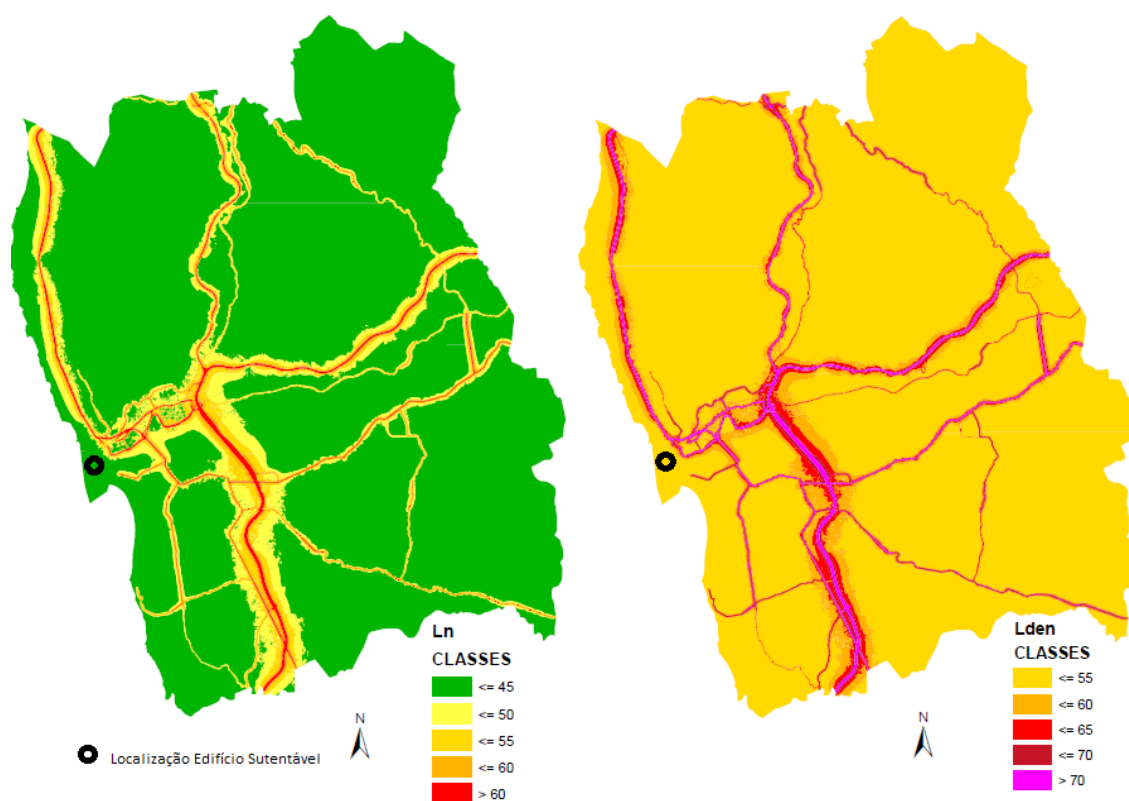 Ln
CLASSES
<= 45
<= 50
<= 55
<= 60
> 60
N
Localização Edifício Sutentável
Lden
CLASSES
<= 55
<= 60
<= 65
<= 70
> 70
N